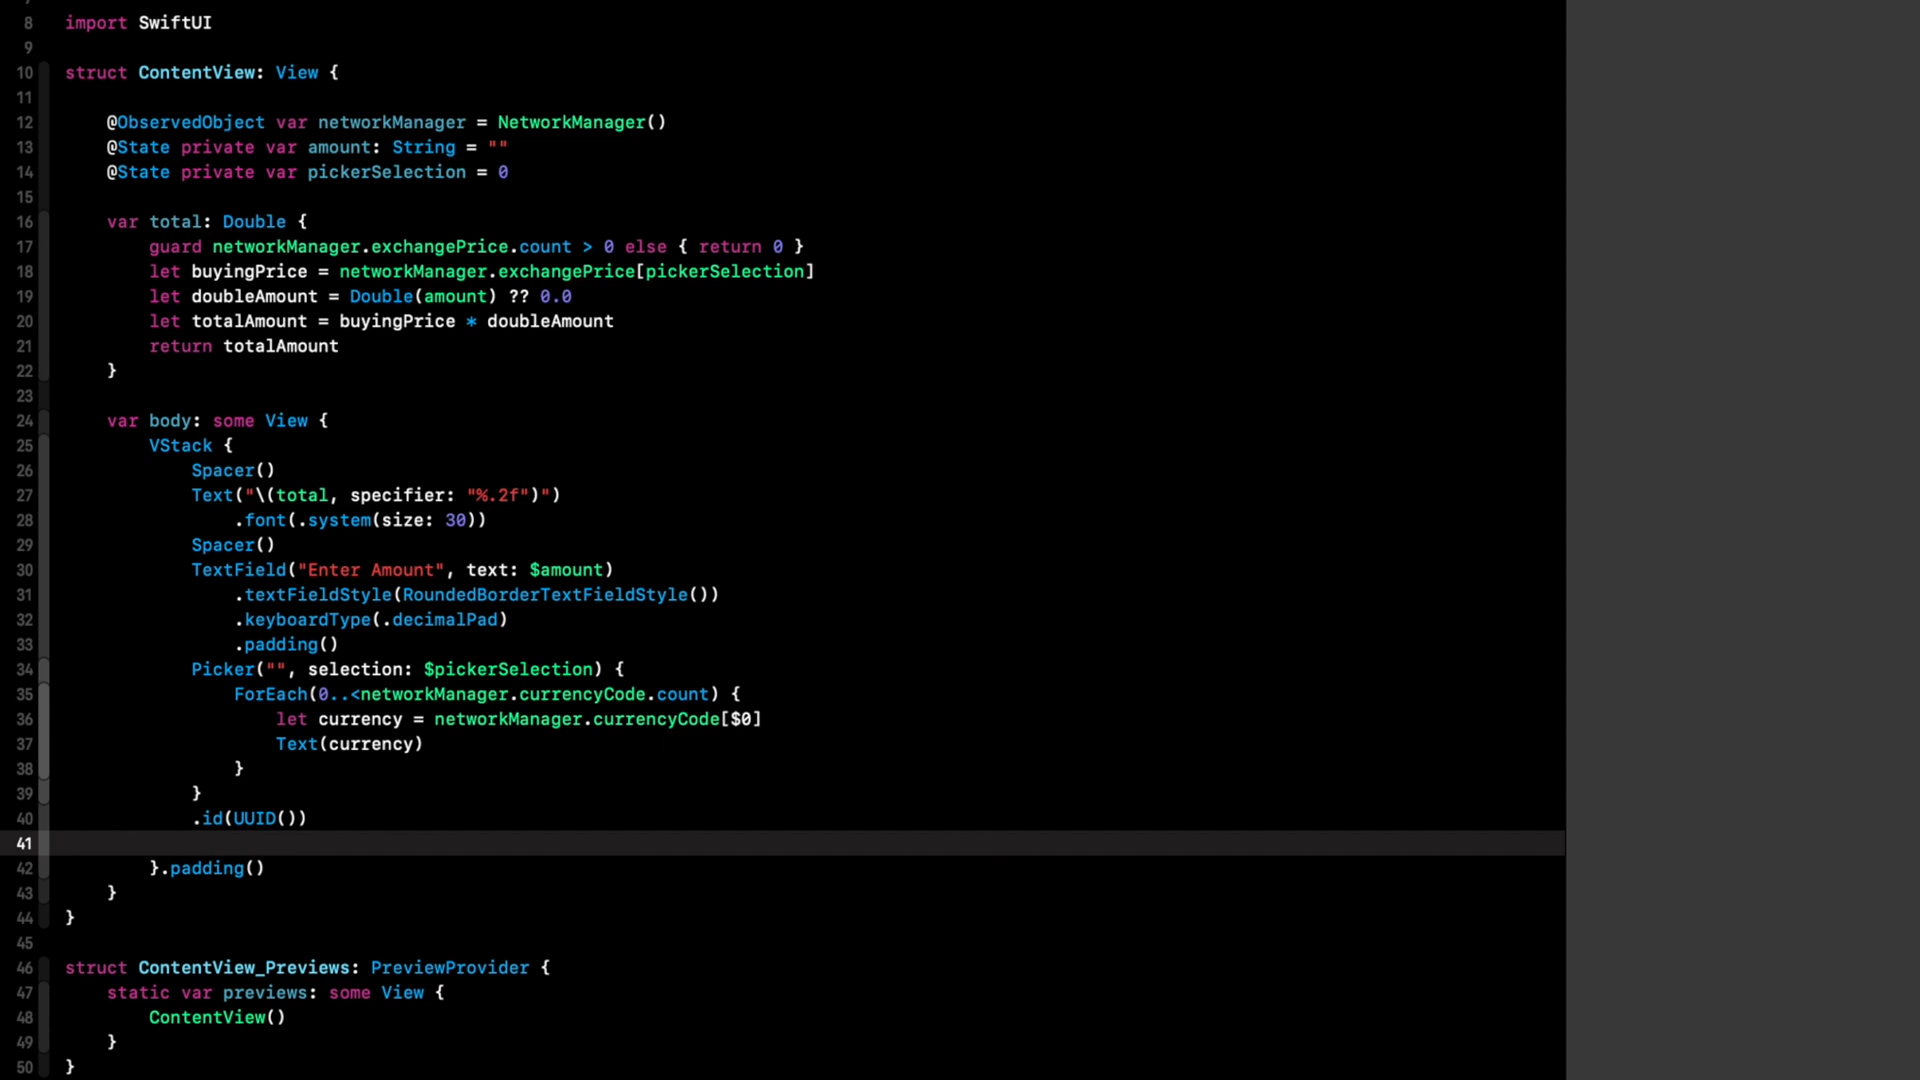 8 import SwiftUI
9
10 struct ContentView: View {
11
12     @ObservedObject var networkManager = NetworkManager()
13     @State private var amount: String = ""
14     @State private var pickerSelection = 0
15
16     var total: Double {
17         guard networkManager.exchangePrice.count > 0 else { return 0 }
18         let buyingPrice = networkManager.exchangePrice[pickerSelection]
19         let doubleAmount = Double(amount) ?? 0.0
20         let totalAmount = buyingPrice * doubleAmount
21         return totalAmount
22     }
23
24     var body: some View {
25         VStack {
26             Spacer()
27             Text("\(total, specifier: "%.2f")")
28                 .font(.system(size: 30))
29             Spacer()
30             TextField("Enter Amount", text: $amount)
31                 .textFieldStyle(RoundedBorderTextFieldStyle())
32                 .keyboardType(.decimalPad)
33                 .padding()
34             Picker("", selection: $pickerSelection) {
35                 ForEach(0..<networkManager.currencyCode.count) {
36                     let currency = networkManager.currencyCode[$0]
37                     Text(currency)
38                 }
39             }
40             .id(UUID())
41
42         }.padding()
43     }
44 }
45
46 struct ContentView_Previews: PreviewProvider {
47     static var previews: some View {
48         ContentView()
49     }
50 }